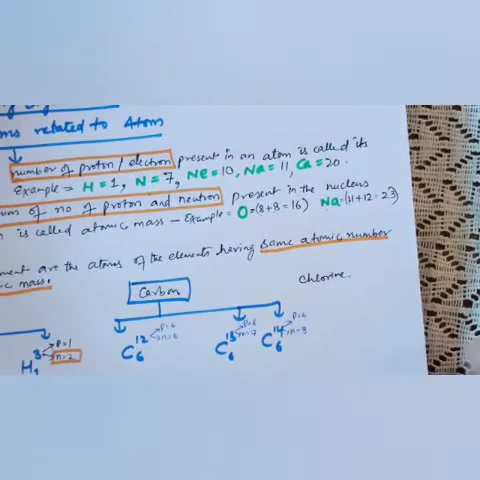 ms related to Atom
number of proton/electron present in an atom is called its
Example = H = 1, N = 7, Ne = 10, Na = 11, Ca = 20.
um of no of proton and neutron present in the nucleus
is called atomic mass - Example = O = (8+8=16) Na = (11+12=23)
ment are the atoms of the elements having same atomic number
ic mass.
Carbon
chlorine.
H 3 1 P=1 n=2
C 12 6 P=6 n=6
C 13 6 P=6 n=7
C 14 6 P=6 n=8